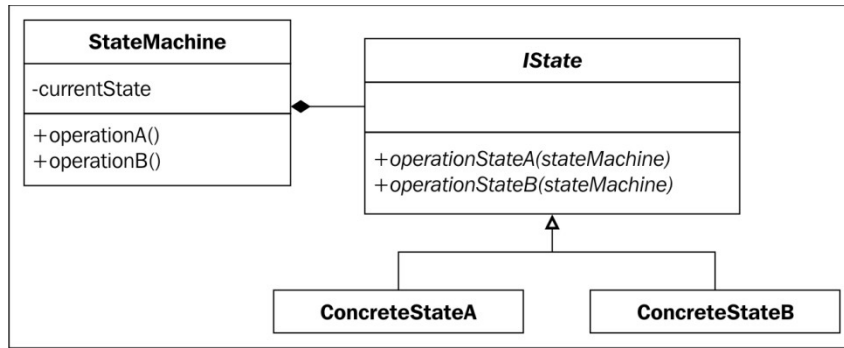 StateMachine
-currentState
+operationA()
+operationB()
IState
+operationStateA(stateMachine)
+operationStateB(stateMachine)
ConcreteStateA
ConcreteStateB